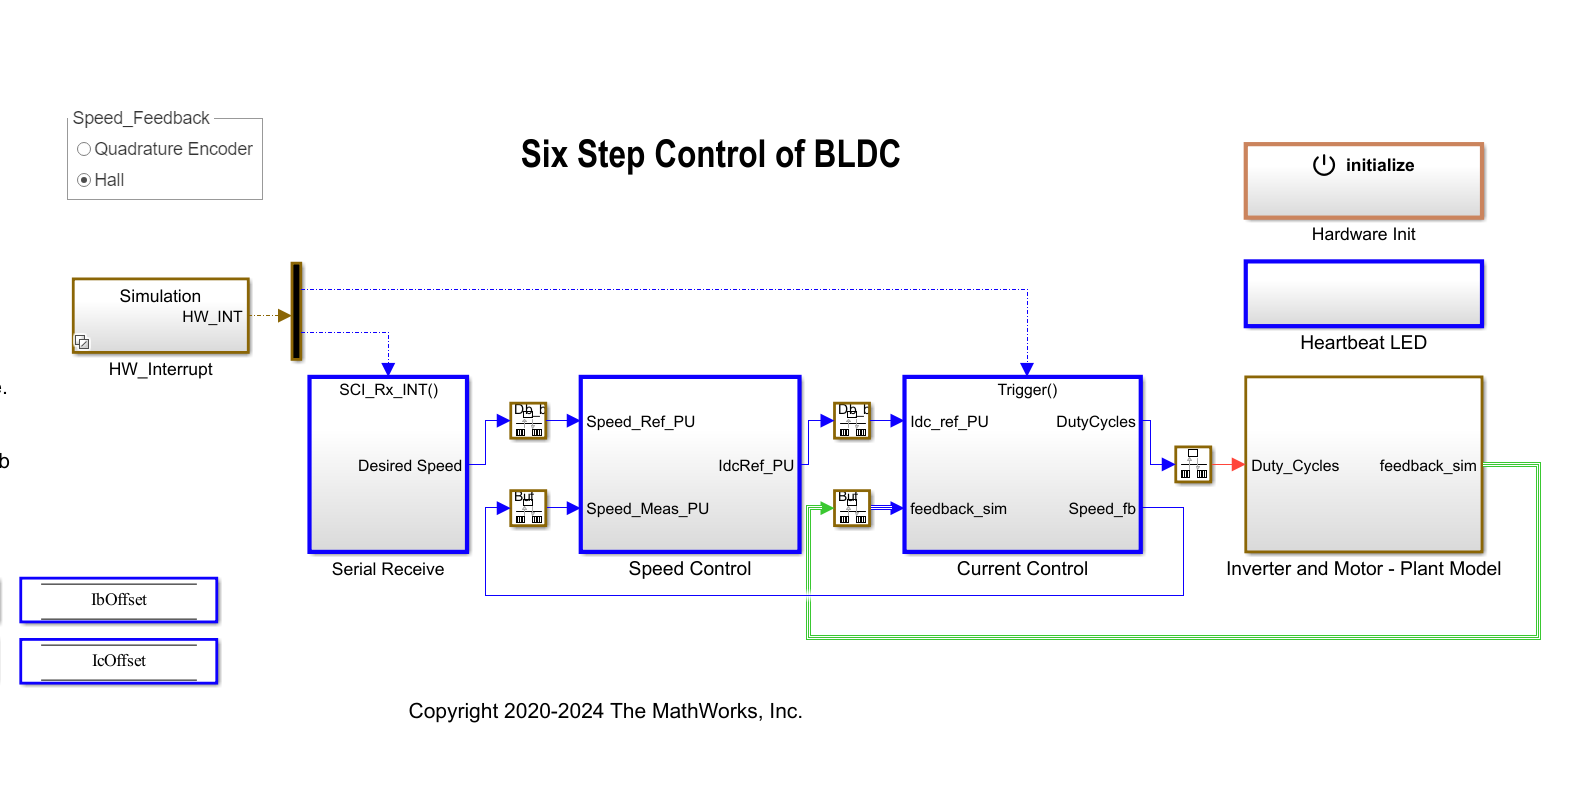 Speed_Feedback
Quadrature Encoder
Hall
Six Step Control of BLDC
initialize
Hardware Init
Heartbeat LED
Simulation
HW_INT
HW_Interrupt
e.
b
SCI_Rx_INT()
Desired Speed
Serial Receive
Speed_Ref_PU
IdcRef_PU
Speed_Meas_PU
Speed Control
Trigger()
Idc_ref_PU
DutyCycles
feedback_sim
Speed_fb
Current Control
Duty_Cycles
feedback_sim
Inverter and Motor - Plant Model
IbOffset
IcOffset
Copyright 2020-2024 The MathWorks, Inc.